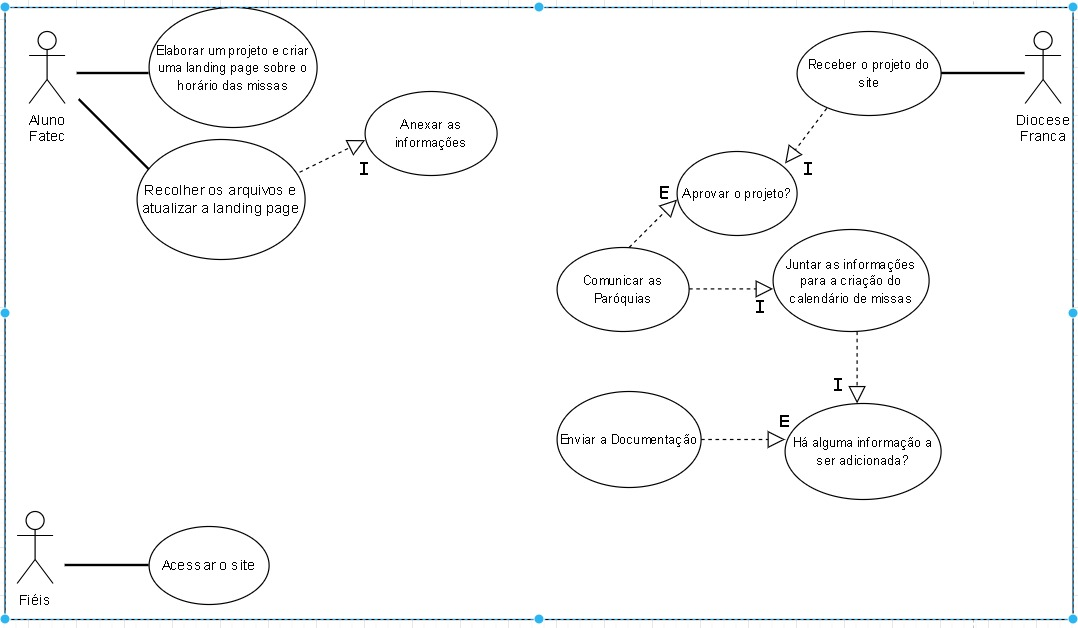 Aluno
Fatec
Elaborar um projeto e criar
uma landing page sobre o
horário das missas
Anexar as
informações
I
Recolher os arquivos e
atualizar a landing page
Receber o projeto do
site
Diocese
Franca
I
E
Aprovar o projeto?
Comunicar as
Paróquias
I
Juntar as informações
para a criação do
calendário de missas
I
Enviar a Documentação
E
Há alguma informação a
ser adicionada?
Fiéis
Acessar o site